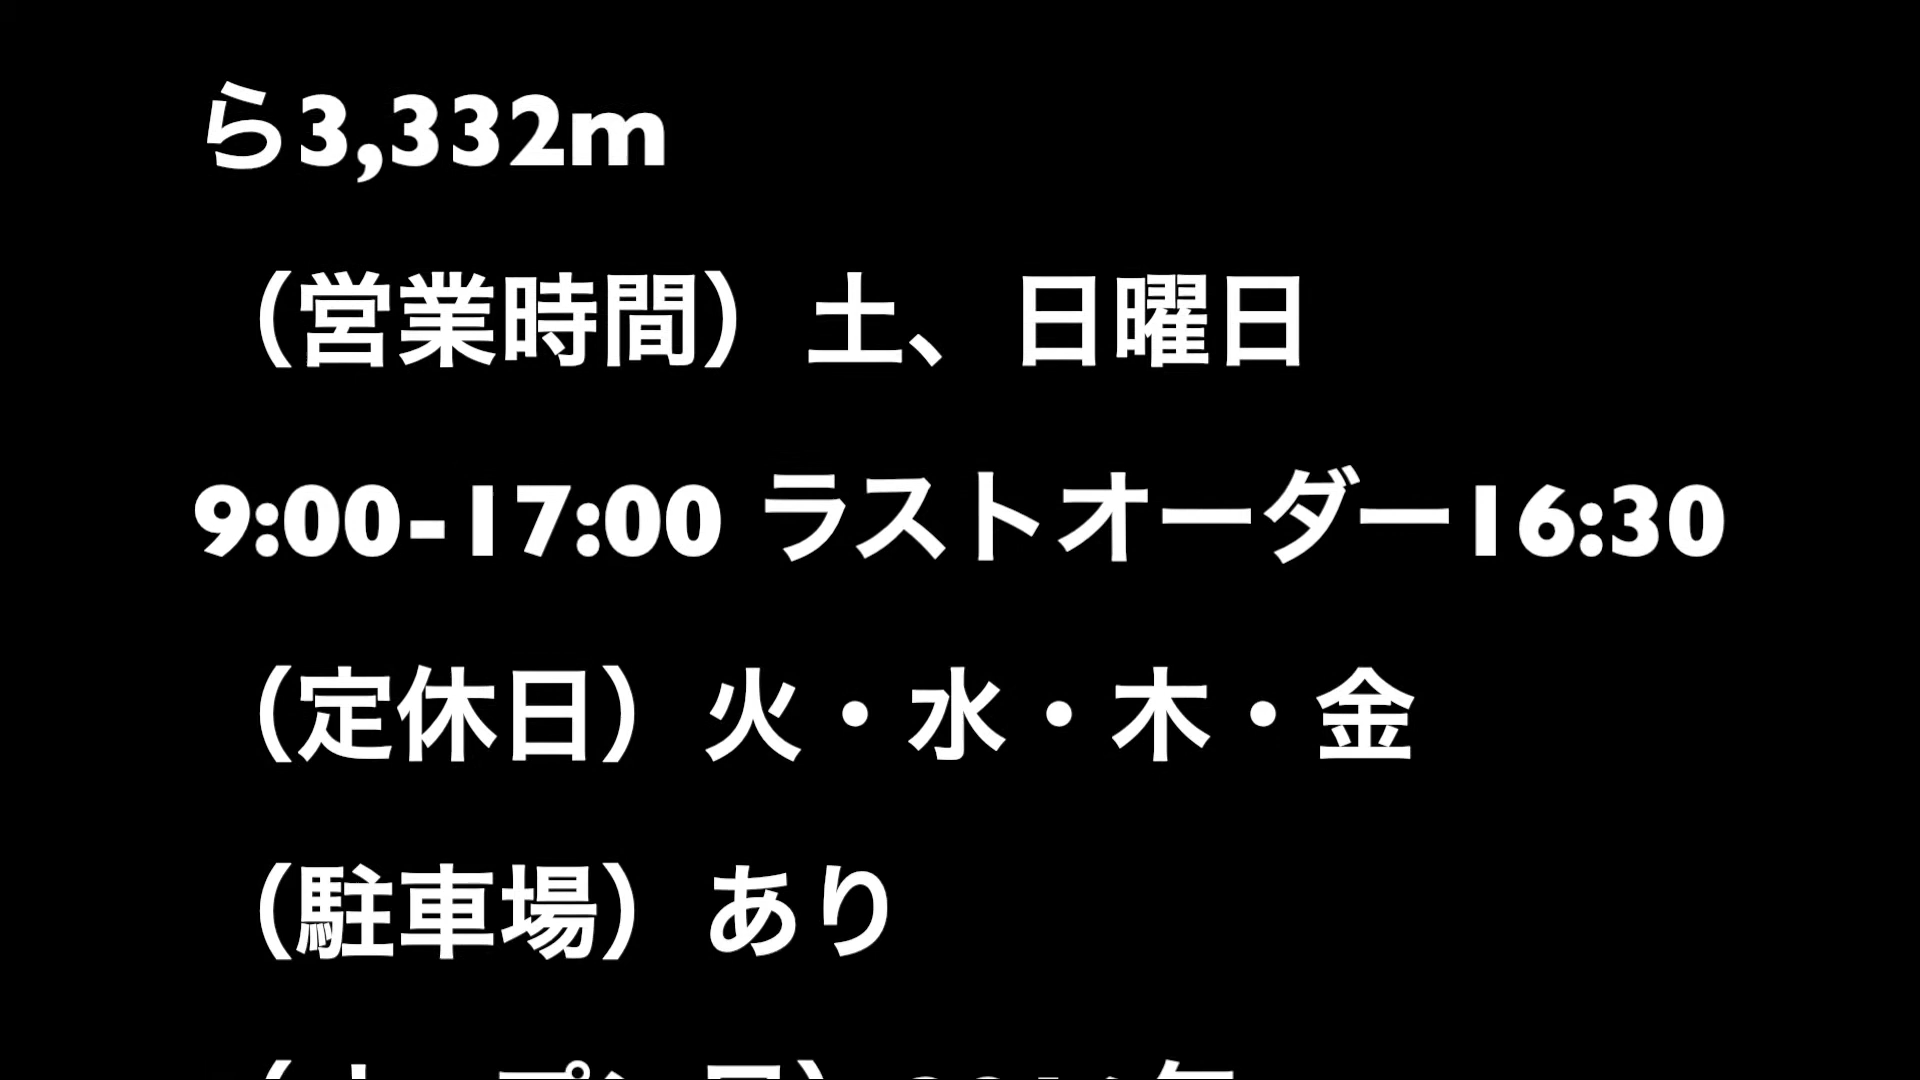 ら3,332m
（営業時間） 土、日曜日
9:00-17:00 ラストオーダー16:30
（定休日）火・水・木・金
（駐車場）あり